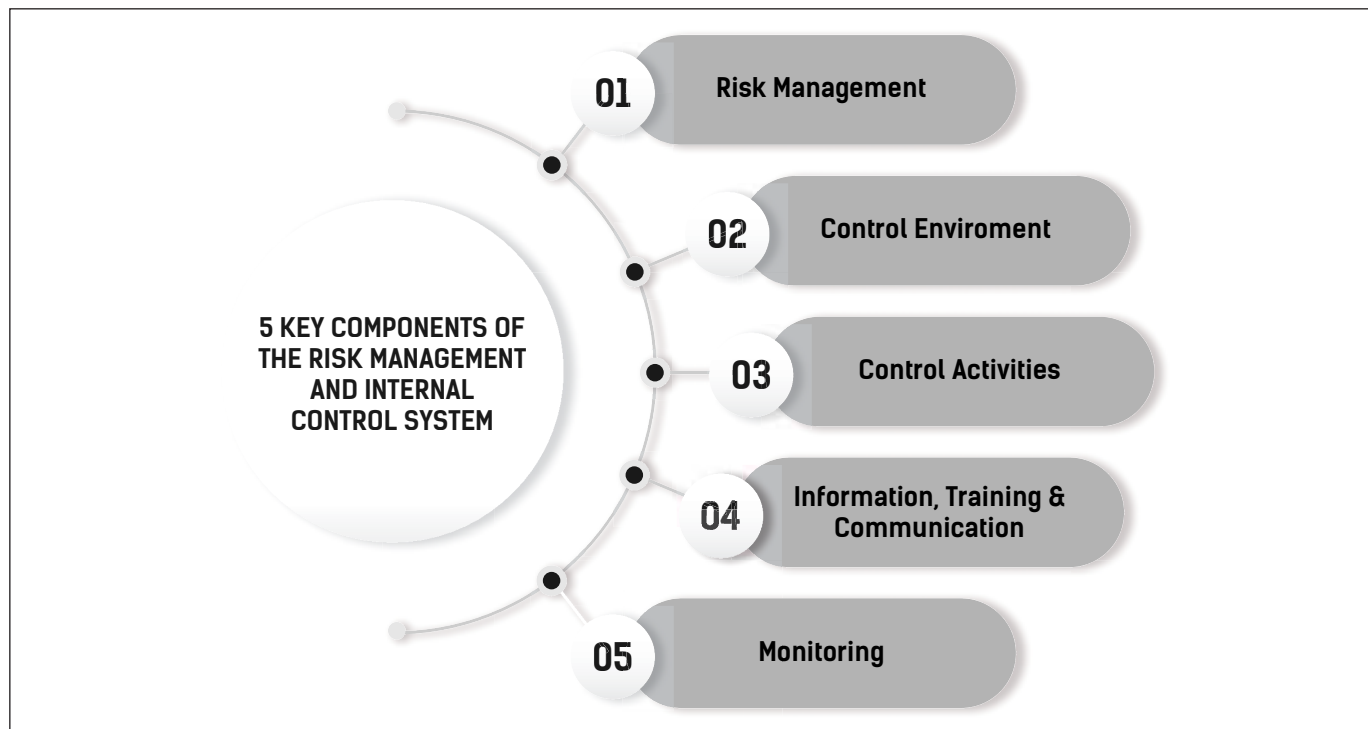 5 KEY COMPONENTS OF
THE RISK MANAGEMENT
AND INTERNAL
CONTROL SYSTEM
01
Risk Management
02
Control Enviroment
03
Control Activities
04
Information, Training &
Communication
05
Monitoring